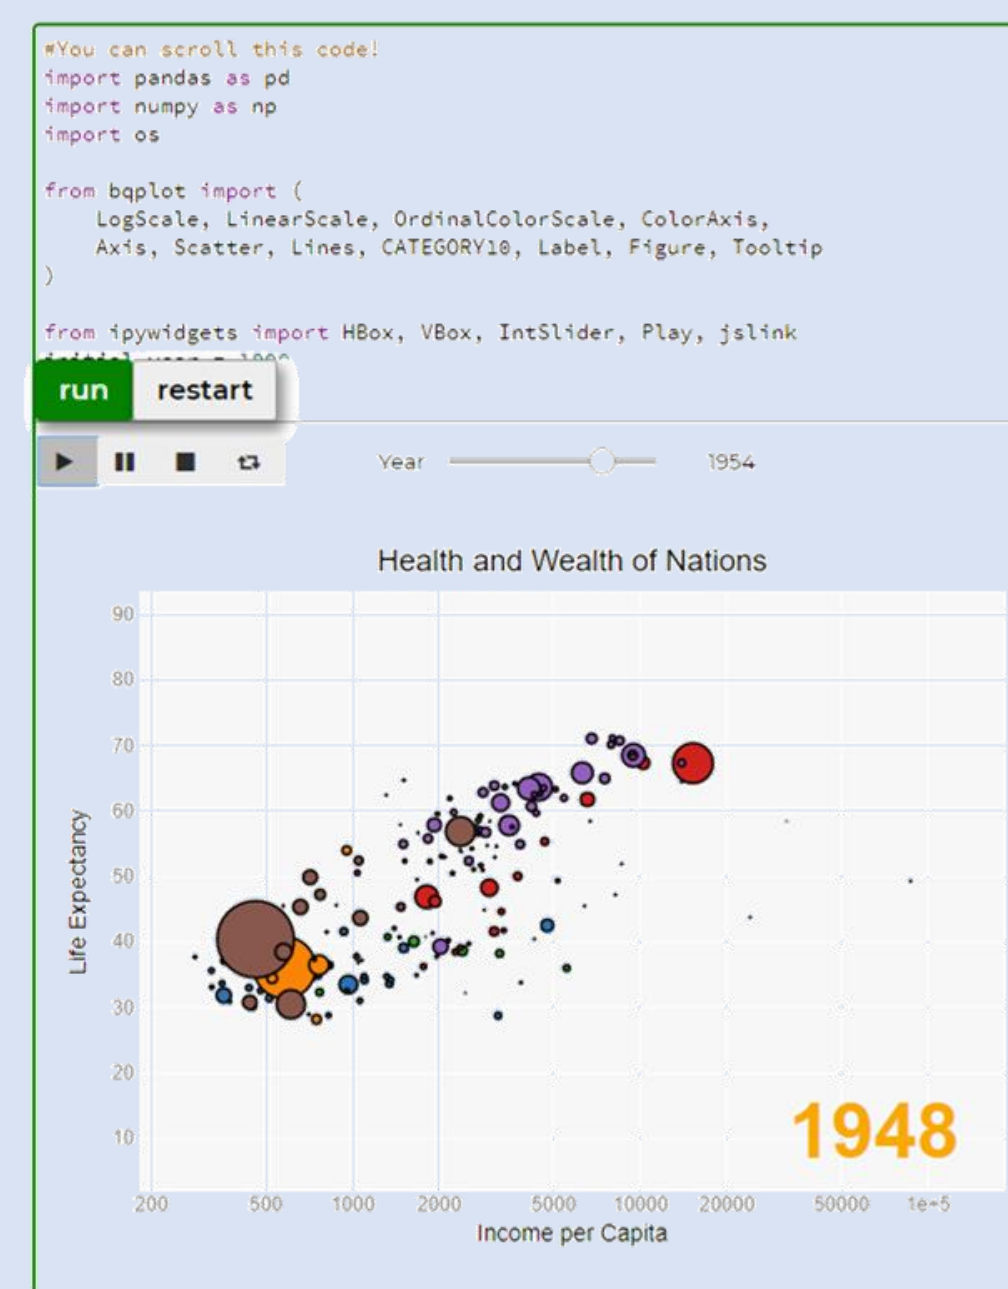 #You can scroll this code!
import pandas as pd
import numpy as np
import os
from bqplot import (
LogScale, LinearScale, OrdinalColorScale, ColorAxis,
Axis, Scatter, Lines, CATEGORY10, Label, Figure, Tooltip
)
from ipywidgets import HBox, VBox, IntSlider, Play, jslink
run restart
Year 1954
Health and Wealth of Nations
90
80
70
60
50
40
30
20
10
Life Expectancy
1948
200 500 1000 2000 5000 10000 20000 50000 1e+5
Income per Capita